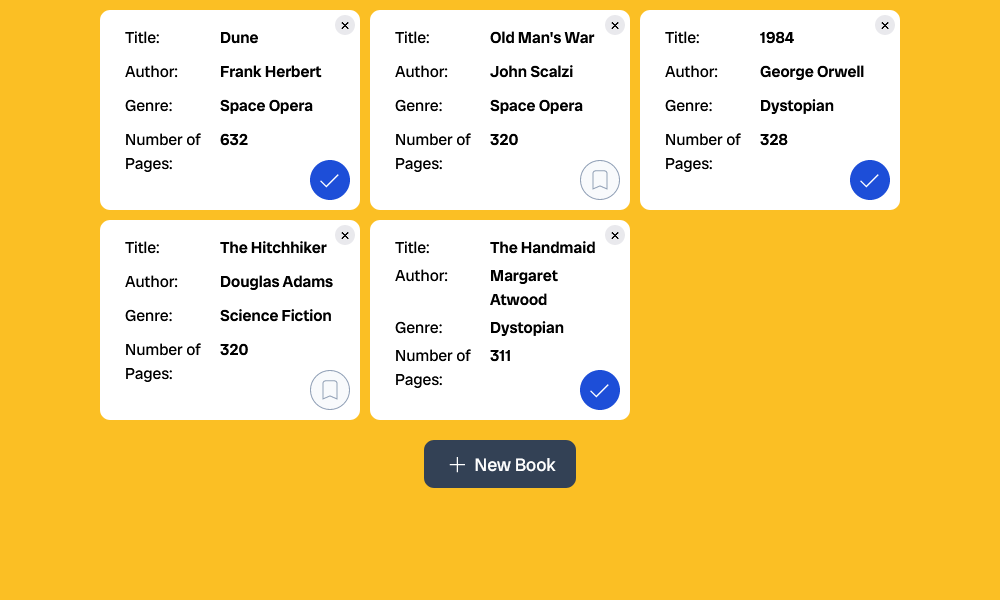 Title: Dune
Author: Frank Herbert
Genre: Space Opera
Number of Pages: 632
Title: Old Man's War
Author: John Scalzi
Genre: Space Opera
Number of Pages: 320
Title: 1984
Author: George Orwell
Genre: Dystopian
Number of Pages: 328
Title: The Hitchhiker
Author: Douglas Adams
Genre: Science Fiction
Number of Pages: 320
Title: The Handmaid
Author: Margaret Atwood
Genre: Dystopian
Number of Pages: 311
New Book